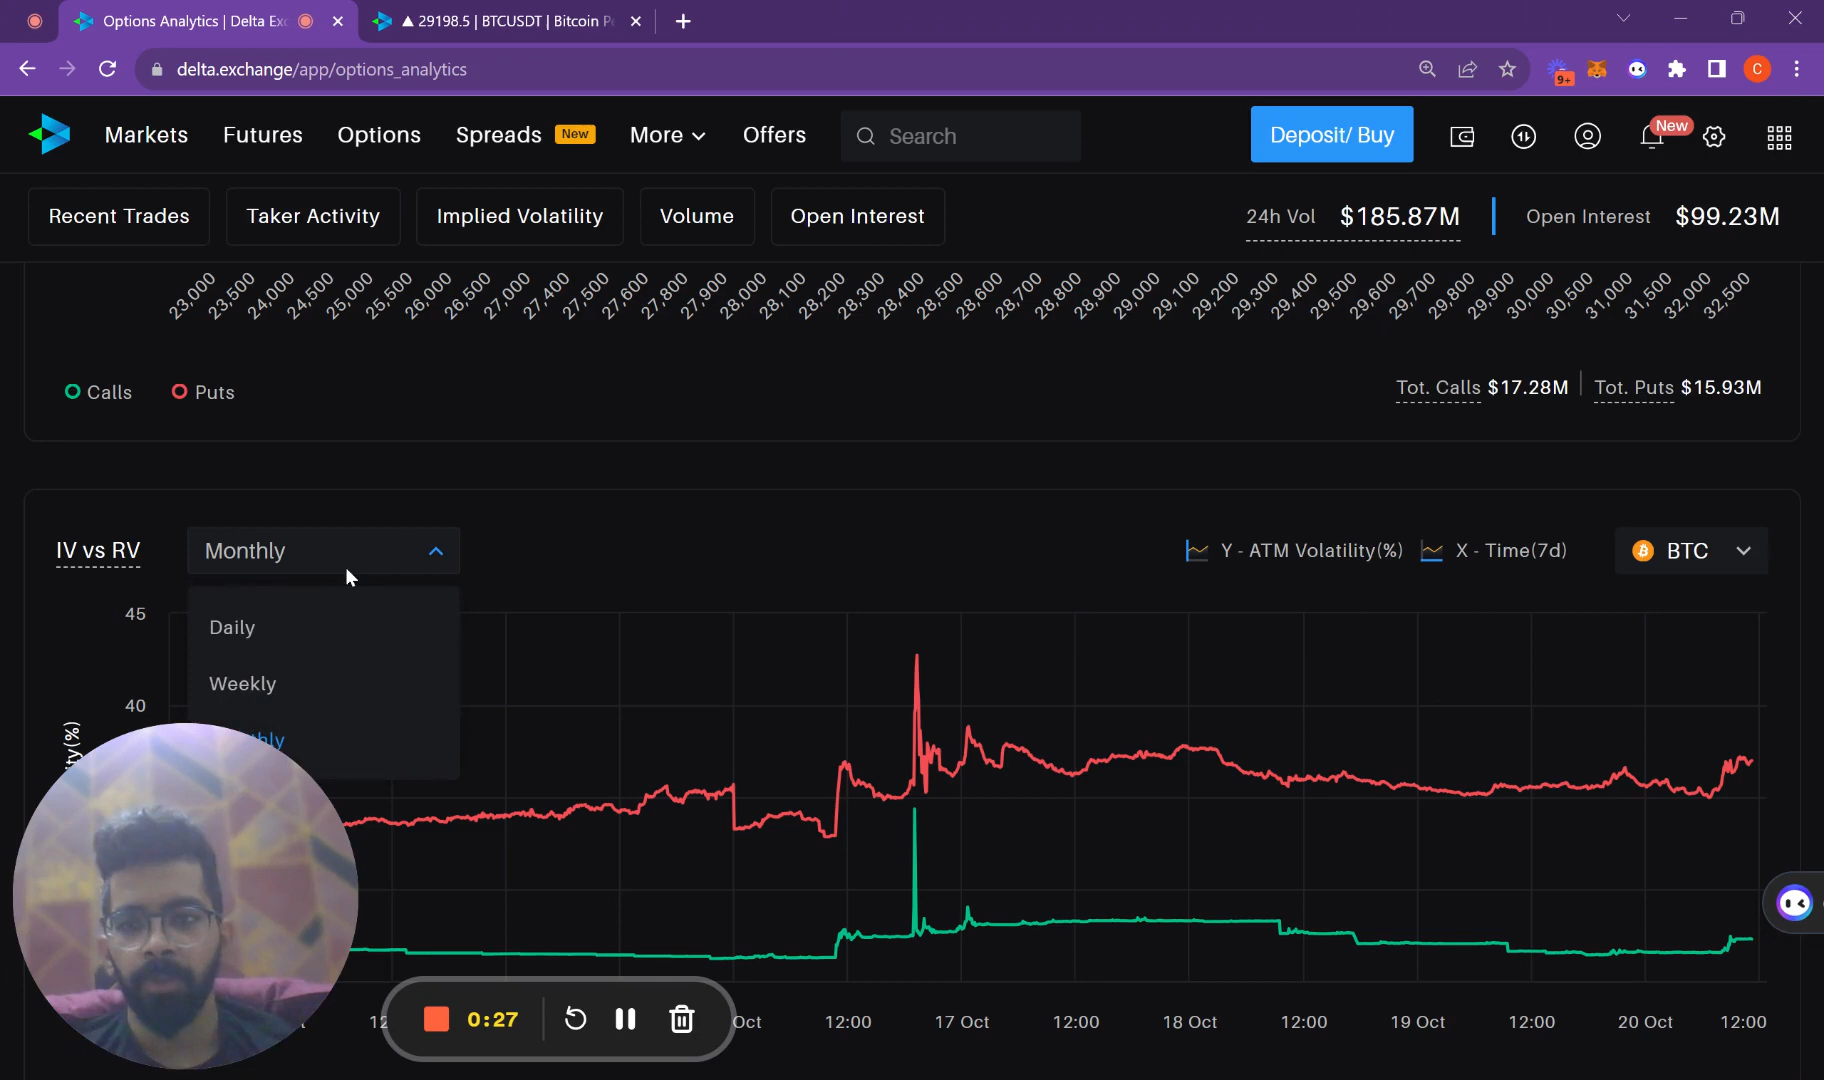 Options Analytics | Delta Exc
▲ 29198.5 | BTCUSDT | Bitcoin Pe
delta.exchange/app/options_analytics
9+
C
Markets
Futures
Options
Spreads
New
More
Offers
Search
Deposit/ Buy
New
Recent Trades
Taker Activity
Implied Volatility
Volume
Open Interest
24h Vol $185.87M
Open Interest $99.23M
23,000 23,500 24,000 24,500 25,000 25,500 26,000 26,500 27,000 27,400 27,500 27,600 27,800 27,900 28,000 28,100 28,200 28,300 28,400 28,500 28,600 28,700 28,800 28,900 29,000 29,100 29,200 29,300 29,400 29,500 29,600 29,700 29,800 29,900 30,000 30,500 31,000 31,500 32,000 32,500
Calls
Puts
Tot. Calls $17.28M
Tot. Puts $15.93M
IV vs RV
Monthly
Y - ATM Volatility(%)
X - Time(7d)
BTC
Daily
Weekly
thly
45
40
ity(%)
0:27
12
Oct
12:00
17 Oct
12:00
18 Oct
12:00
19 Oct
12:00
20 Oct
12:00